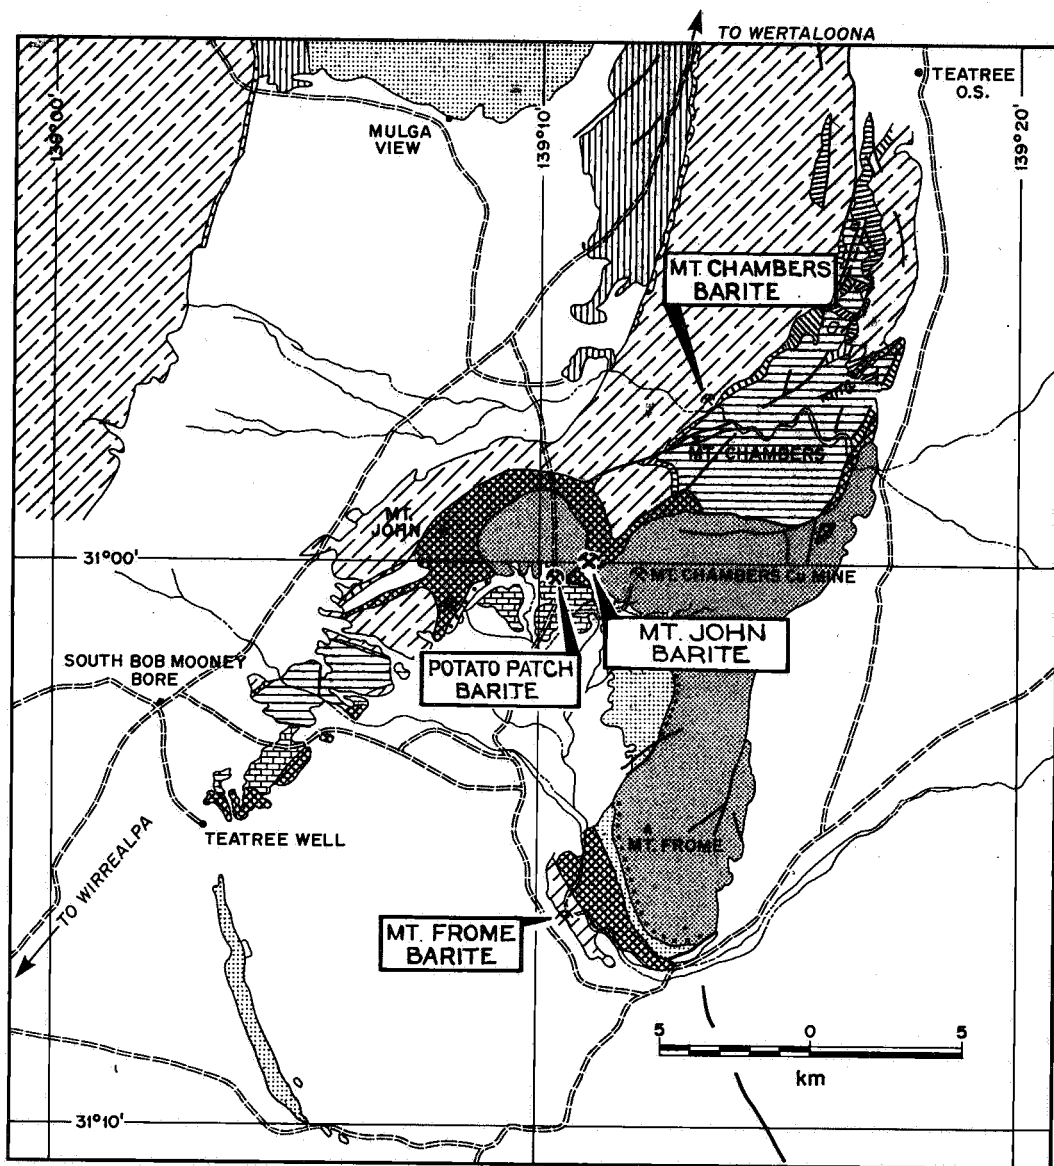 TO WERTALOONA
TEATREE
O.S.
139°00'
139°10'
139°20'
MULGA
VIEW
MT. CHAMBERS
BARITE
MT. CHAMBERS
MT.
JOHN
31°00'
MT. CHAMBERS Cu MINE
MT. JOHN
BARITE
SOUTH BOB MOONEY
BORE
POTATO PATCH
BARITE
TEATREE WELL
MT. FROME
TO WIRREALPA
MT. FROME
BARITE
5 0 5
km
31°10'